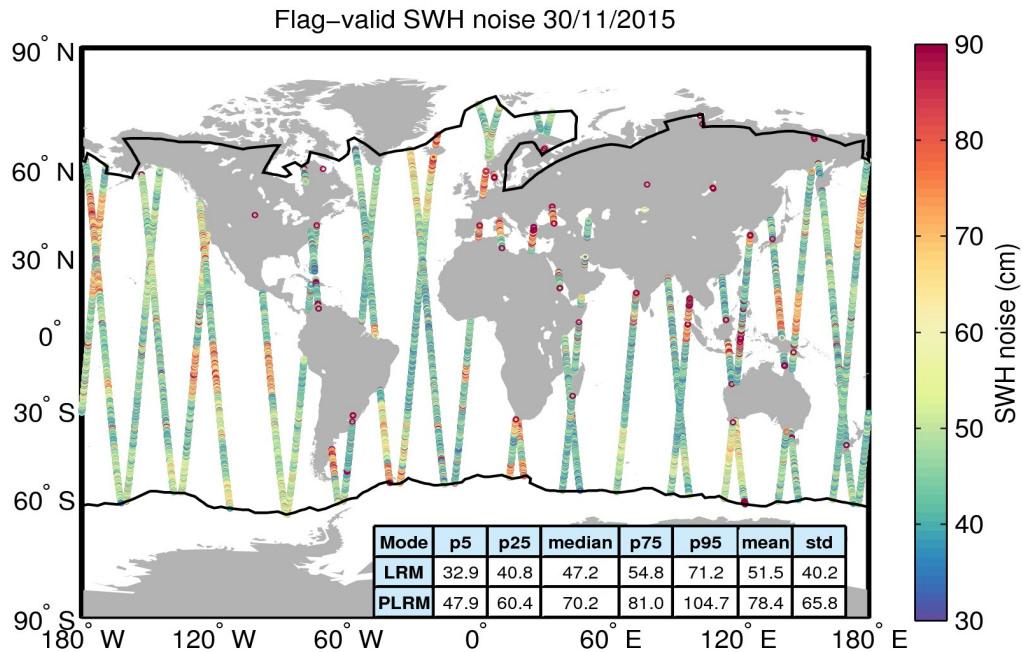 Flag−valid SWH noise 30/11/2015
90° N
60° N
30° N
0°
30° S
60° S
90° S
180° W
120° W
60° W
0°
60° E
120° E
180° E
90
80
70
60
50
40
30
SWH noise (cm)
Mode p5 p25 median p75 p95 mean std
LRM 32.9 40.8 47.2 54.8 71.2 51.5 40.2
PLRM 47.9 60.4 70.2 81.0 104.7 78.4 65.8